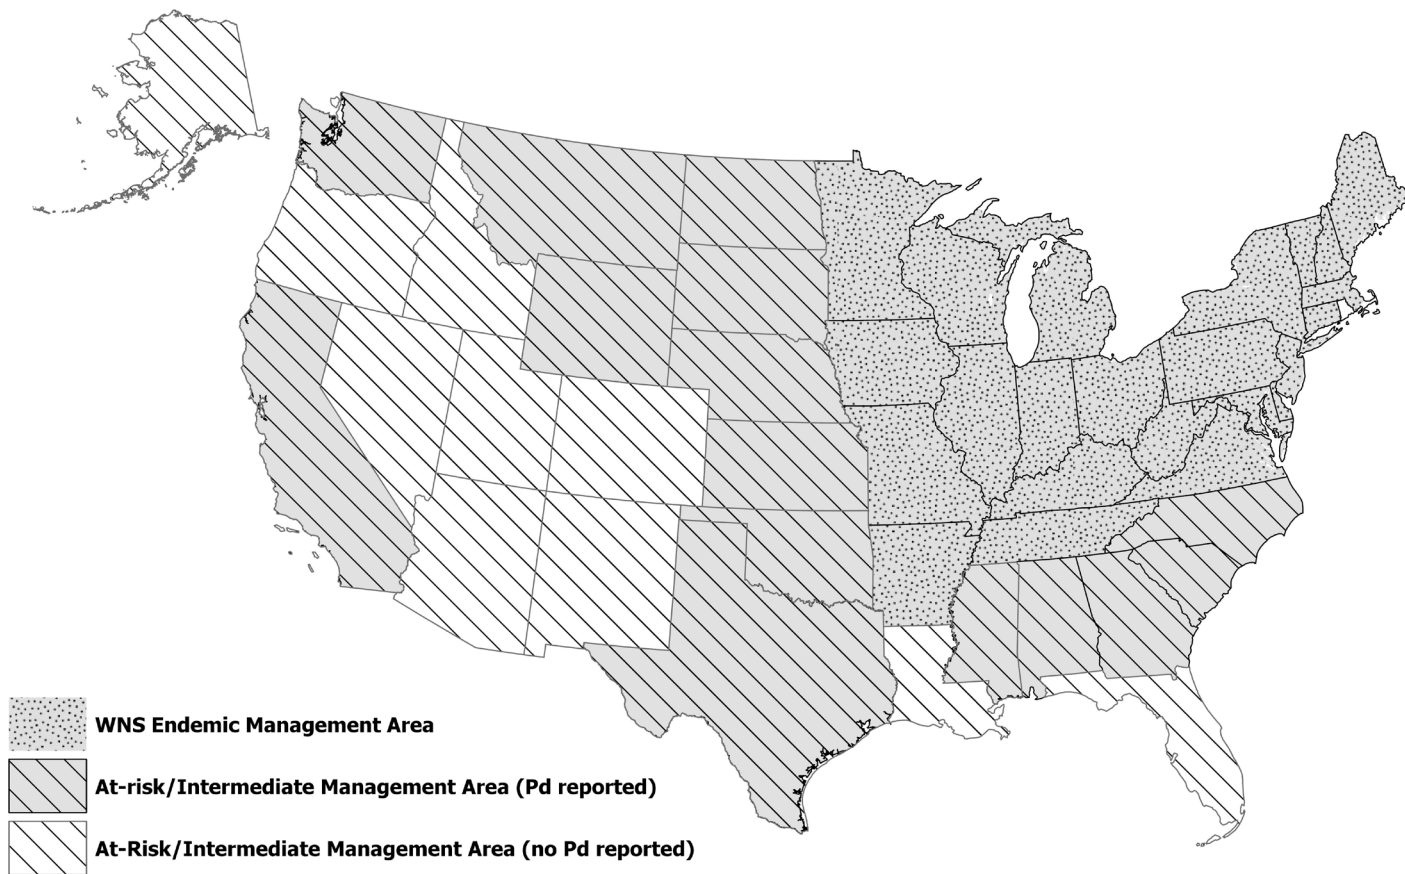 WNS Endemic Management Area
At-risk/Intermediate Management Area (Pd reported)
At-Risk/Intermediate Management Area (no Pd reported)